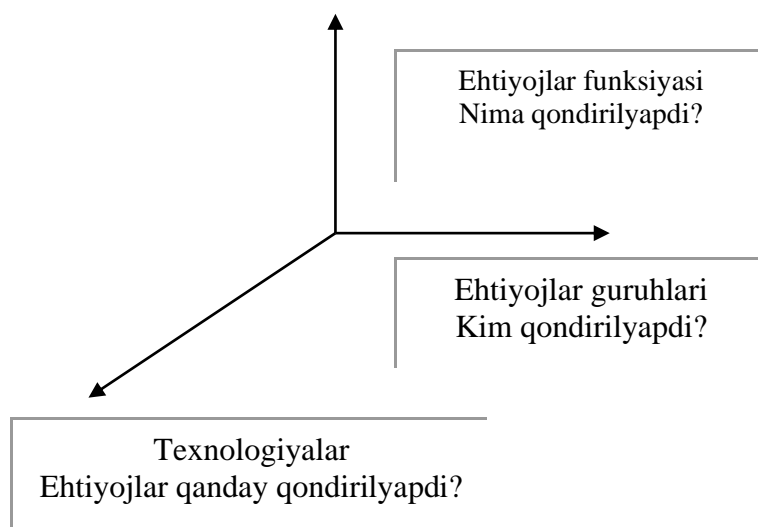 Ehtiyojlar funksiyasi
Nima qondirilyapdi?
Ehtiyojlar guruhlari
Kim qondirilyapdi?
Texnologiyalar
Ehtiyojlar qanday qondirilyapdi?